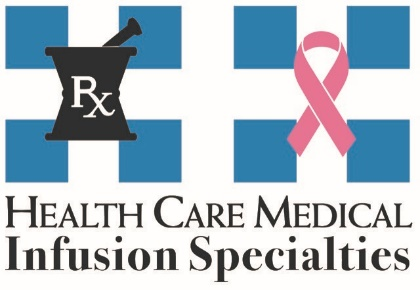 Rx
HEALTH CARE MEDICAL
Infusion Specialties